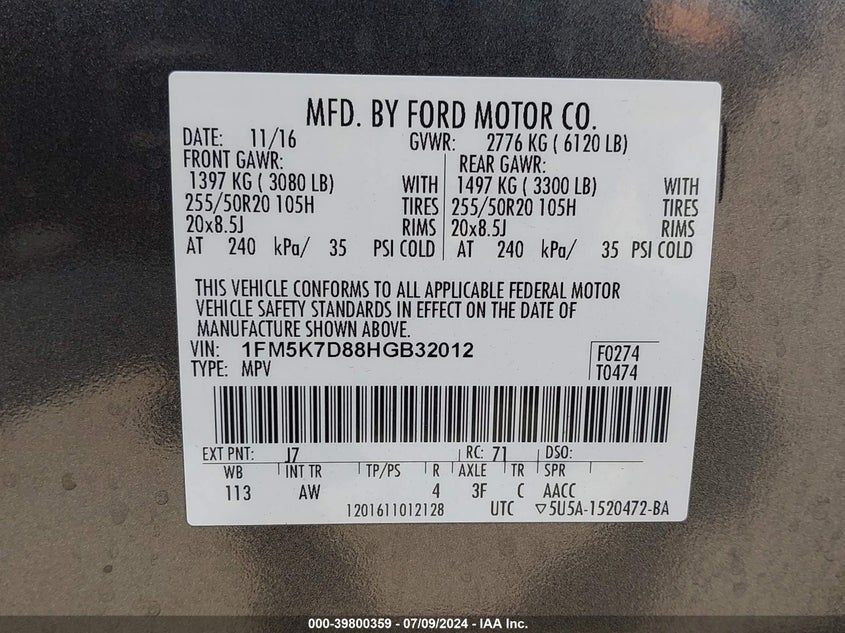 MFD. BY FORD MOTOR CO.
DATE: 11/16 GVWR: 2776 KG ( 6120 LB)
FRONT GAWR: REAR GAWR:
1397 KG ( 3080 LB) WITH 1497 KG ( 3300 LB) WITH
255/50R20 105H TIRES 255/50R20 105H TIRES
20x8.5J RIMS 20x8.5J RIMS
AT 240 kPa/ 35 PSI COLD AT 240 kPa/ 35 PSI COLD
THIS VEHICLE CONFORMS TO ALL APPLICABLE FEDERAL MOTOR
VEHICLE SAFETY STANDARDS IN EFFECT ON THE DATE OF
MANUFACTURE SHOWN ABOVE.
VIN: 1FM5K7D88HGB32012 F0274
TYPE: MPV T0474
EXT PNT: J7 RC: 71 DSO:
WB INT TR TP/PS R AXLE TR SPR
113 AW 4 3F C AACC
1201611012128 UTC ▽5U5A-1520472-BA
000-39800359 - 07/09/2024 - IAA Inc.